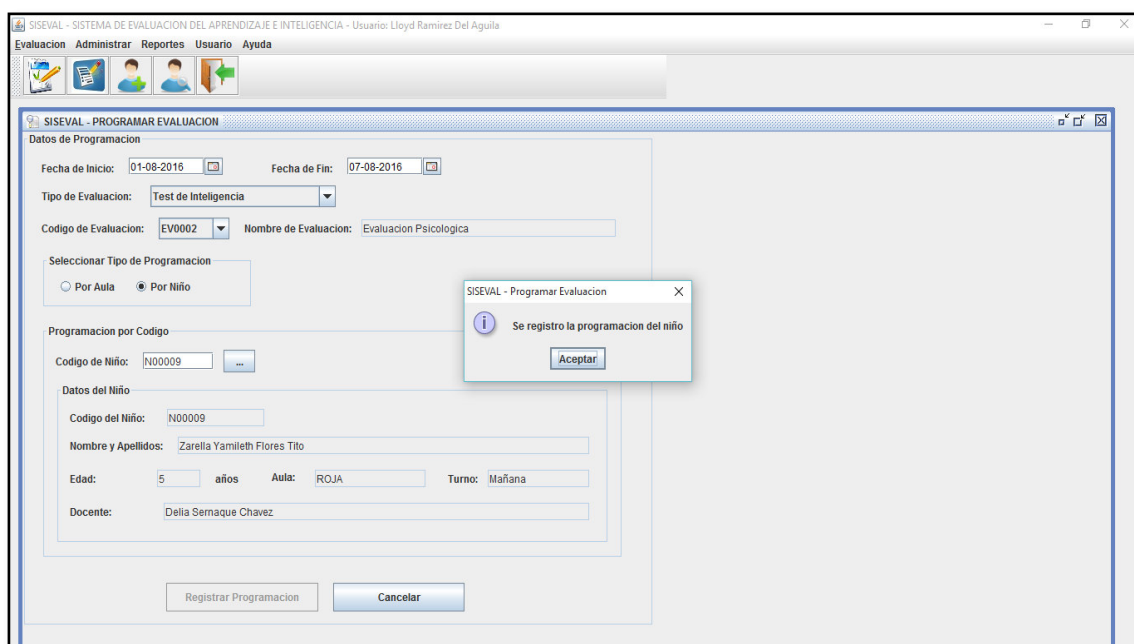 SISEVAL - SISTEMA DE EVALUACION DEL APRENDIZAJE E INTELIGENCIA - Usuario: Lloyd Ramirez Del Aguila
Evaluacion Administrar Reportes Usuario Ayuda
SISEVAL - PROGRAMAR EVALUACION
Datos de Programacion
Fecha de Inicio: 01-08-2016 Fecha de Fin: 07-08-2016
Tipo de Evaluacion: Test de Inteligencia
Codigo de Evaluacion: EV0002 Nombre de Evaluacion: Evaluacion Psicologica
Seleccionar Tipo de Programacion
Por Aula Por Niño
SISEVAL - Programar Evaluacion
Se registro la programacion del niño
Aceptar
Programacion por Codigo
Codigo de Niño: N00009 ...
Datos del Niño
Codigo del Niño: N00009
Nombre y Apellidos: Zarella Yamileth Flores Tito
Edad: 5 años Aula: ROJA Turno: Mañana
Docente: Delia Sernaque Chavez
Registrar Programacion Cancelar